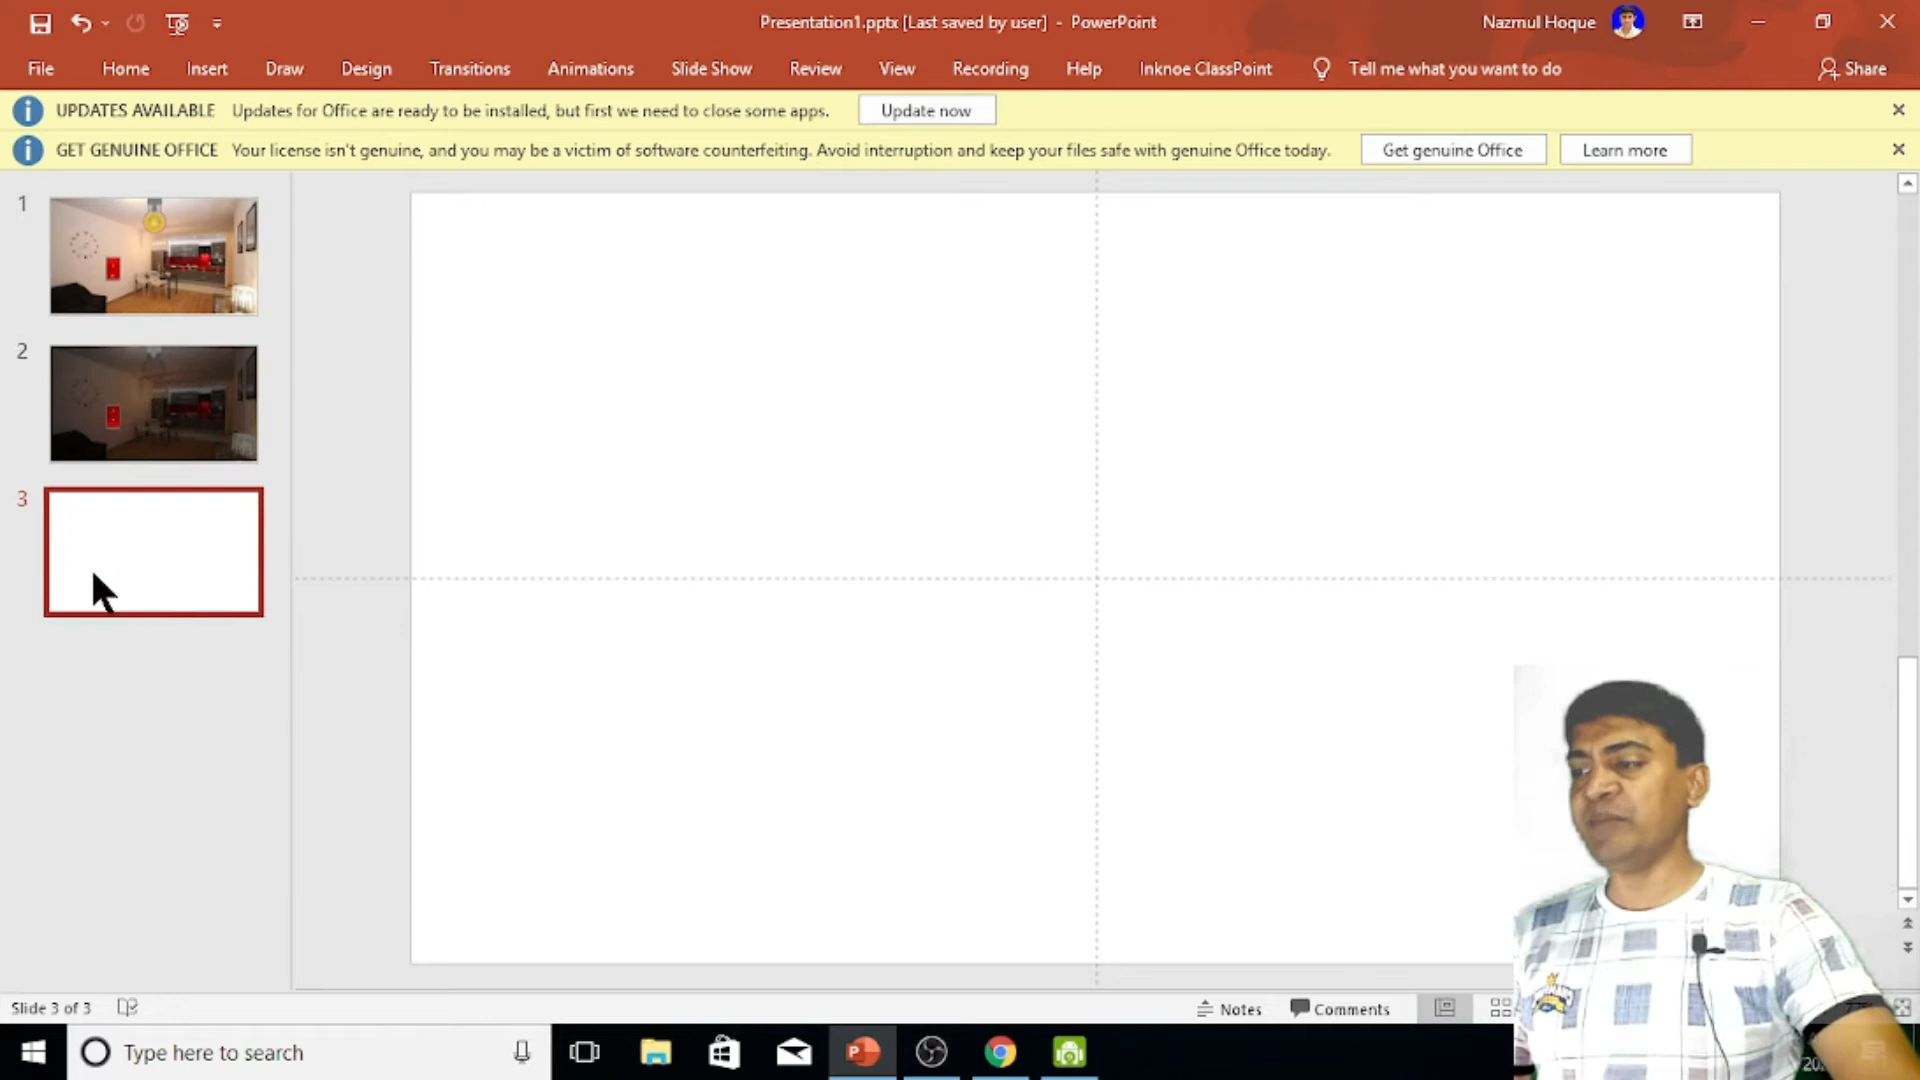 Presentation1.pptx [Last saved by user] - PowerPoint
Nazmul Hoque
File Home Insert Draw Design Transitions Animations Slide Show Review View Recording Help Inknoe ClassPoint Tell me what you want to do Share
UPDATES AVAILABLE Updates for Office are ready to be installed, but first we need to close some apps. Update now
GET GENUINE OFFICE Your license isn't genuine, and you may be a victim of software counterfeiting. Avoid interruption and keep your files safe with genuine Office today. Get genuine Office Learn more
1
2
3
Slide 3 of 3 Notes Comments
Type here to search